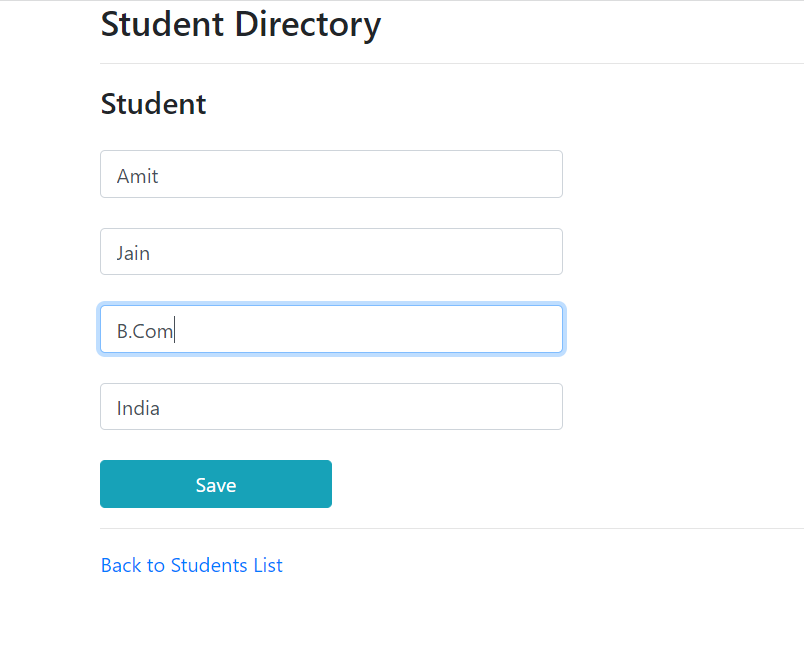 Student Directory
Student
Amit
Jain
B.Com
India
Save
Back to Students List